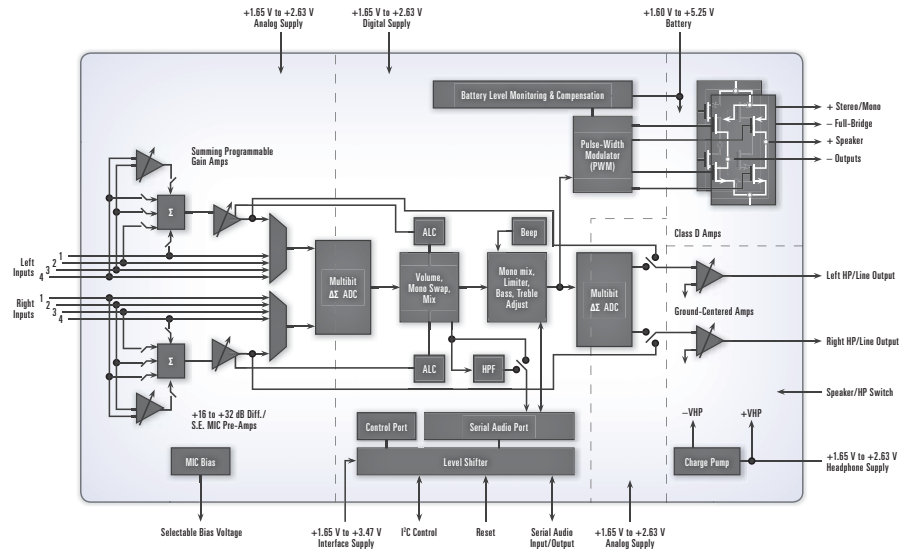 +1.65 V to +2.63 V
Analog Supply
+1.65 V to +2.63 V
Digital Supply
+1.60 V to +5.25 V
Battery
Battery Level Monitoring & Compensation
Pulse-Width
Modulator
(PWM)
+ Stereo/Mono
– Full-Bridge
+ Speaker
– Outputs
Summing Programmable
Gain Amps
Σ
ALC
Beep
Class D Amps
Left
Inputs
1
2
3
4
Multibit
ΔΣ ADC
Volume,
Mono Swap,
Mix
Mono mix,
Limiter,
Bass, Treble
Adjust
Multibit
ΔΣ ADC
Left HP/Line Output
Right
Inputs
1
2
3
4
Ground-Centered Amps
Right HP/Line Output
Σ
ALC
HPF
Speaker/HP Switch
+16 to +32 dB Diff./
S.E. MIC Pre-Amps
Control Port
Serial Audio Port
–VHP
+VHP
MIC Bias
Level Shifter
Charge Pump
+1.65 V to +2.63 V
Headphone Supply
Selectable Bias Voltage
+1.65 V to +3.47 V
Interface Supply
I²C Control
Reset
Serial Audio
Input/Output
+1.65 V to +2.63 V
Analog Supply